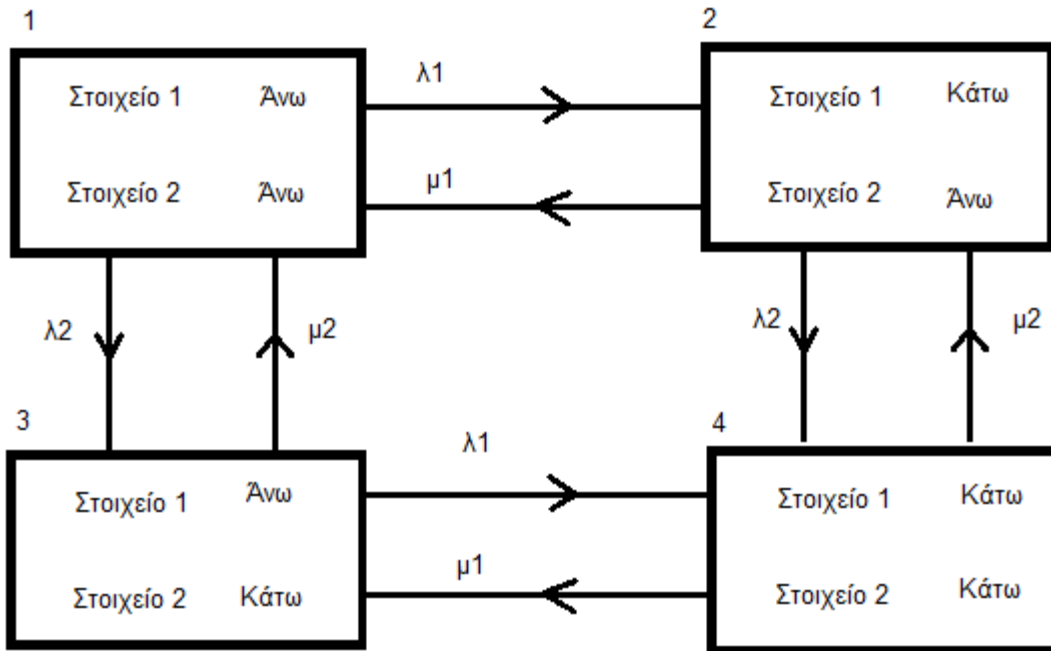 1
2
Στοιχείο 1 Άνω
Στοιχείο 2 Άνω
λ1
μ1
Στοιχείο 1 Κάτω
Στοιχείο 2 Άνω
λ2
μ2
λ2
μ2
3
4
Στοιχείο 1 Άνω
Στοιχείο 2 Κάτω
λ1
μ1
Στοιχείο 1 Κάτω
Στοιχείο 2 Κάτω